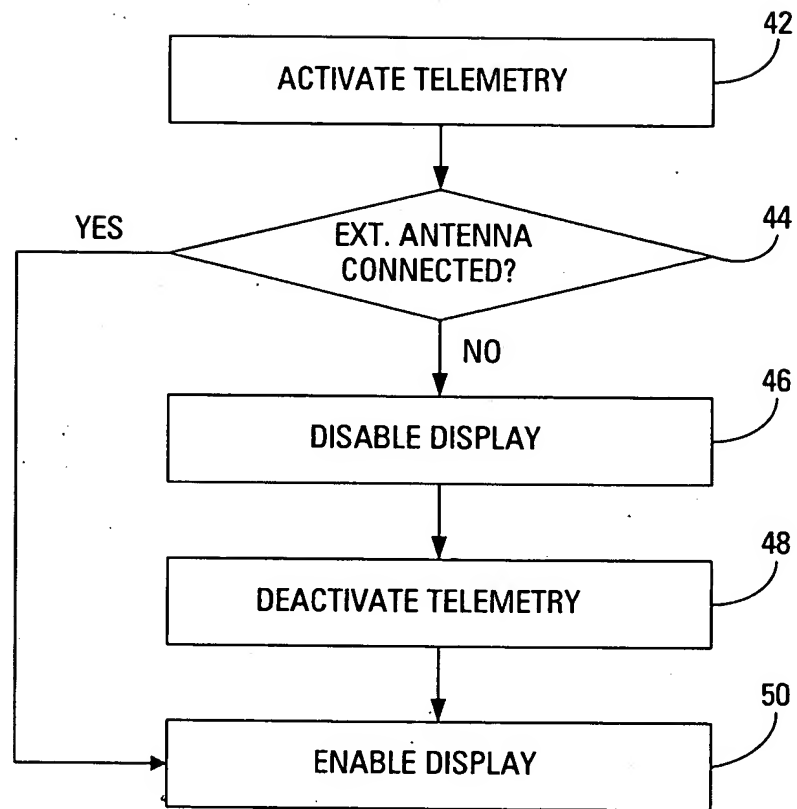 42
ACTIVATE TELEMETRY
YES
EXT. ANTENNA
CONNECTED?
44
NO
46
DISABLE DISPLAY
48
DEACTIVATE TELEMETRY
50
ENABLE DISPLAY